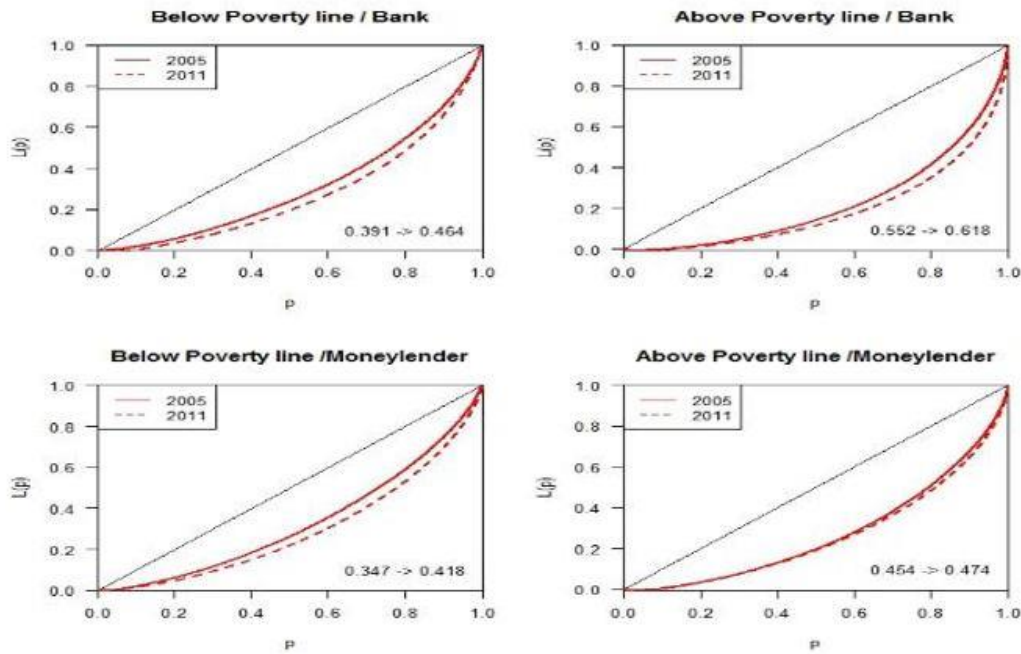 Below Poverty line / Bank
1.0
0.8
0.6
0.4
0.2
0.0
L(p)
2005
2011
0.391 -> 0.464
0.0 0.2 0.4 0.6 0.8 1.0
p
Above Poverty line / Bank
1.0
0.8
0.6
0.4
0.2
0.0
L(p)
2005
2011
0.552 -> 0.618
0.0 0.2 0.4 0.6 0.8 1.0
p
Below Poverty line /Moneylender
1.0
0.8
0.6
0.4
0.2
0.0
L(p)
2005
2011
0.347 -> 0.418
0.0 0.2 0.4 0.6 0.8 1.0
p
Above Poverty line /Moneylender
1.0
0.8
0.6
0.4
0.2
0.0
L(p)
2005
2011
0.454 -> 0.474
0.0 0.2 0.4 0.6 0.8 1.0
p